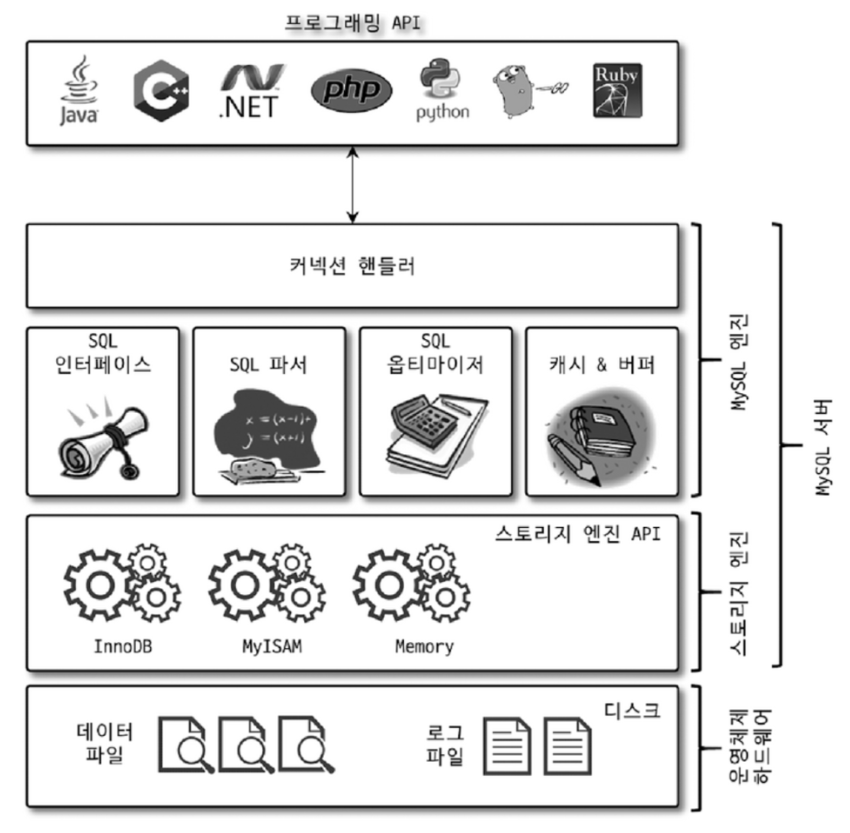 프로그래밍 API
Java
C++
.NET
php
python
GO
Ruby
커넥션 핸들러
SQL
인터페이스
SQL 파서
SQL
옵티마이저
캐시 & 버퍼
x = (x-1)+
y = (x+1)
MySQL 엔진
MySQL 서버
스토리지 엔진 API
InnoDB
MyISAM
Memory
스토리지 엔진
디스크
데이터
파일
로그
파일
운영체제
하드웨어